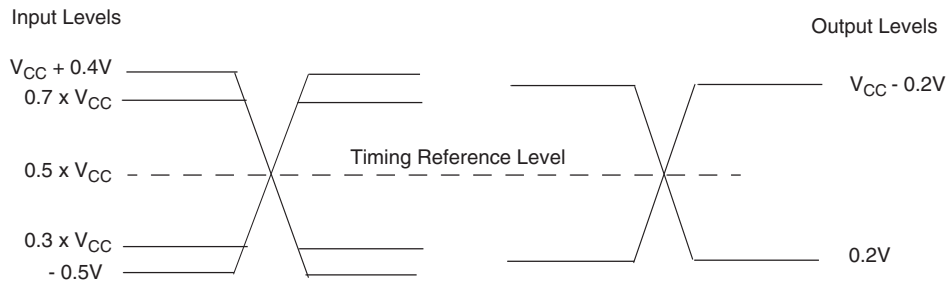 Input Levels
Output Levels
VCC + 0.4V
VCC - 0.2V
0.7 x VCC
Timing Reference Level
0.5 x VCC
0.3 x VCC
0.2V
- 0.5V